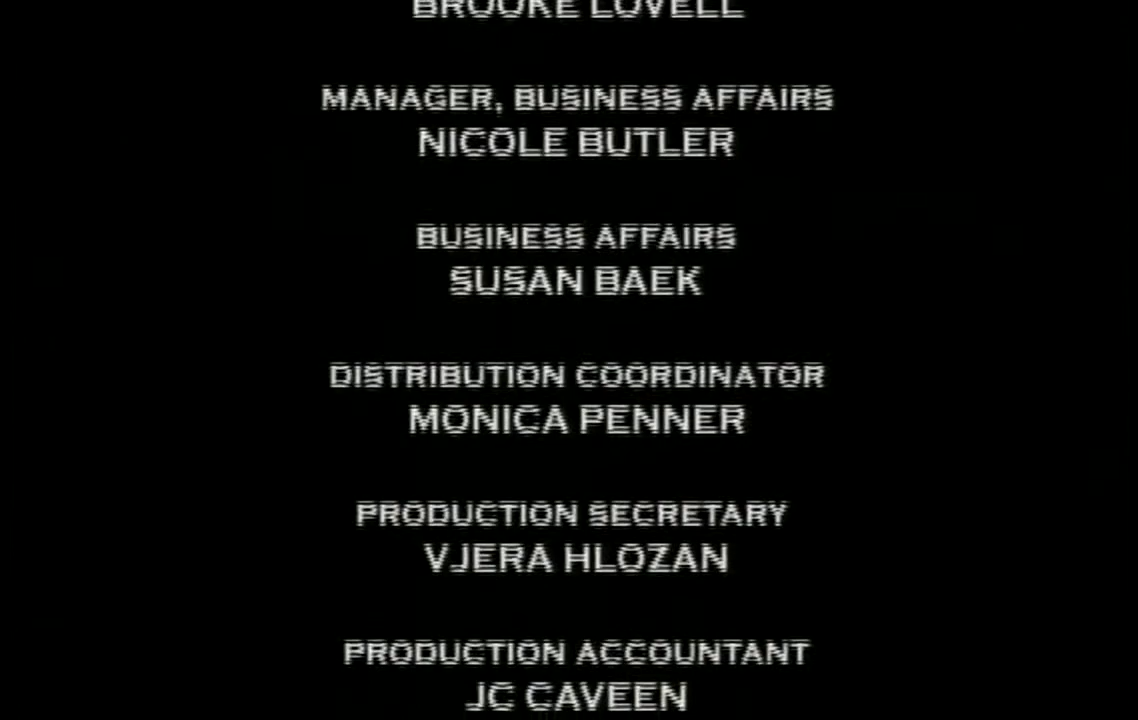 BROOKE LOVELL
MANAGER, BUSINESS AFFAIRS
NICOLE BUTLER
BUSINESS AFFAIRS
SUSAN BAEK
DISTRIBUTION COORDINATOR
MONICA PENNER
PRODUCTION SECRETARY
VJERA HLOZAN
PRODUCTION ACCOUNTANT
JC CAVEEN